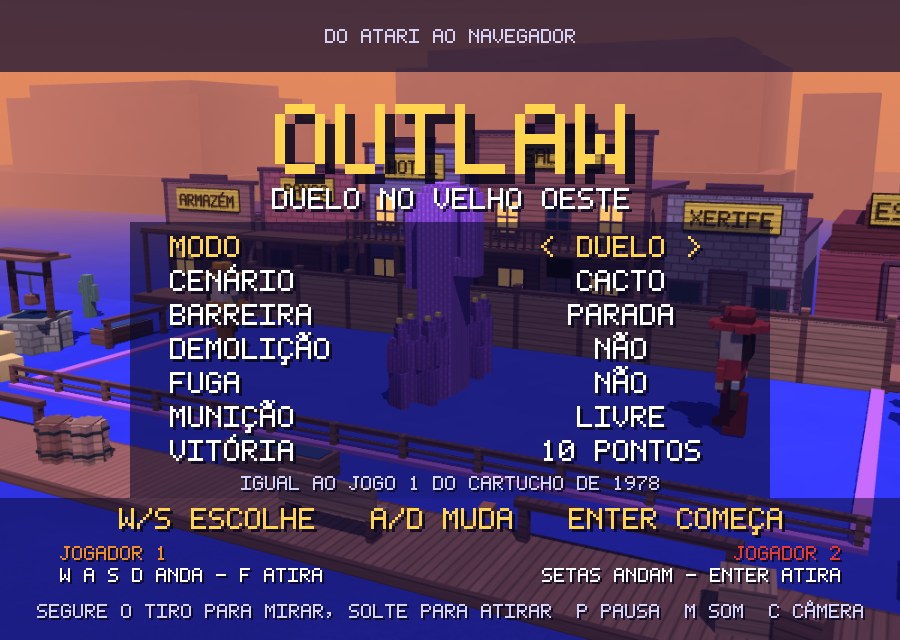 DO ATARI AO NAVEGADOR
OUTLAW
HOTEL
ARMAZÉM
DUELO NO VELHO OESTE
XERIFE
MODO < DUELO >
CENÁRIO CACTO
BARREIRA PARADA
DEMOLIÇÃO NÃO
FUGA NÃO
MUNIÇÃO LIVRE
VITÓRIA 10 PONTOS
IGUAL AO JOGO 1 DO CARTUCHO DE 1978
W/S ESCOLHE A/D MUDA ENTER COMEÇA
JOGADOR 1 JOGADOR 2
W A S D ANDA - F ATIRA SETAS ANDAM - ENTER ATIRA
SEGURE O TIRO PARA MIRAR, SOLTE PARA ATIRAR P PAUSA M SOM C CÂMERA